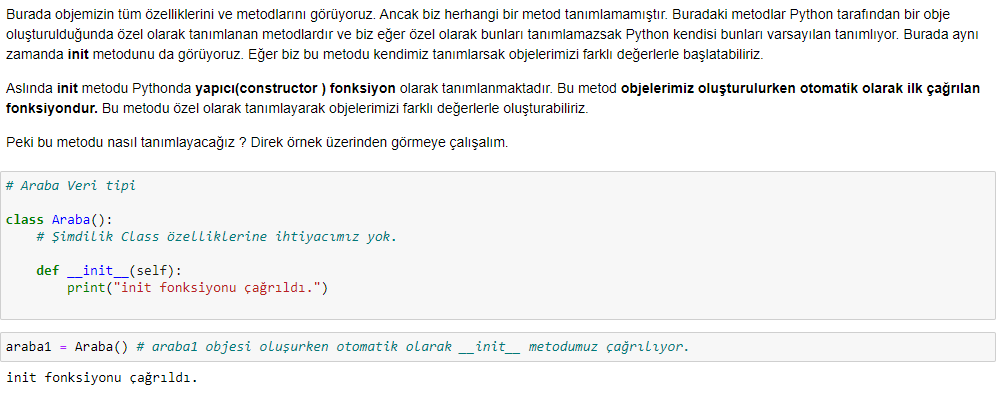 Burada objemizin tüm özelliklerini ve metodlarını görüyoruz. Ancak biz herhangi bir metod tanımlamamıştır. Buradaki metodlar Python tarafından bir obje
oluşturulduğunda özel olarak tanımlanan metodlardır ve biz eğer özel olarak bunları tanımlamazsak Python kendisi bunları varsayılan tanımlıyor. Burada aynı
zamanda init metodunu da görüyoruz. Eğer biz bu metodu kendimiz tanımlarsak objelerimizi farklı değerlerle başlatabiliriz.
Aslında init metodu Pythonda yapıcı(constructor ) fonksiyon olarak tanımlanmaktadır. Bu metod objelerimiz oluşturulurken otomatik olarak ilk çağrılan
fonksiyondur. Bu metodu özel olarak tanımlayarak objelerimizi farklı değerlerle oluşturabiliriz.
Peki bu metodu nasıl tanımlayacağız ? Direk örnek üzerinden görmeye çalışalım.
# Araba Veri tipi
class Araba():
    # Şimdilik Class özelliklerine ihtiyacımız yok.
    def __init__(self):
        print("init fonksiyonu çağrıldı.")
araba1 = Araba() # araba1 objesi oluşurken otomatik olarak __init__ metodumuz çağrılıyor.
init fonksiyonu çağrıldı.